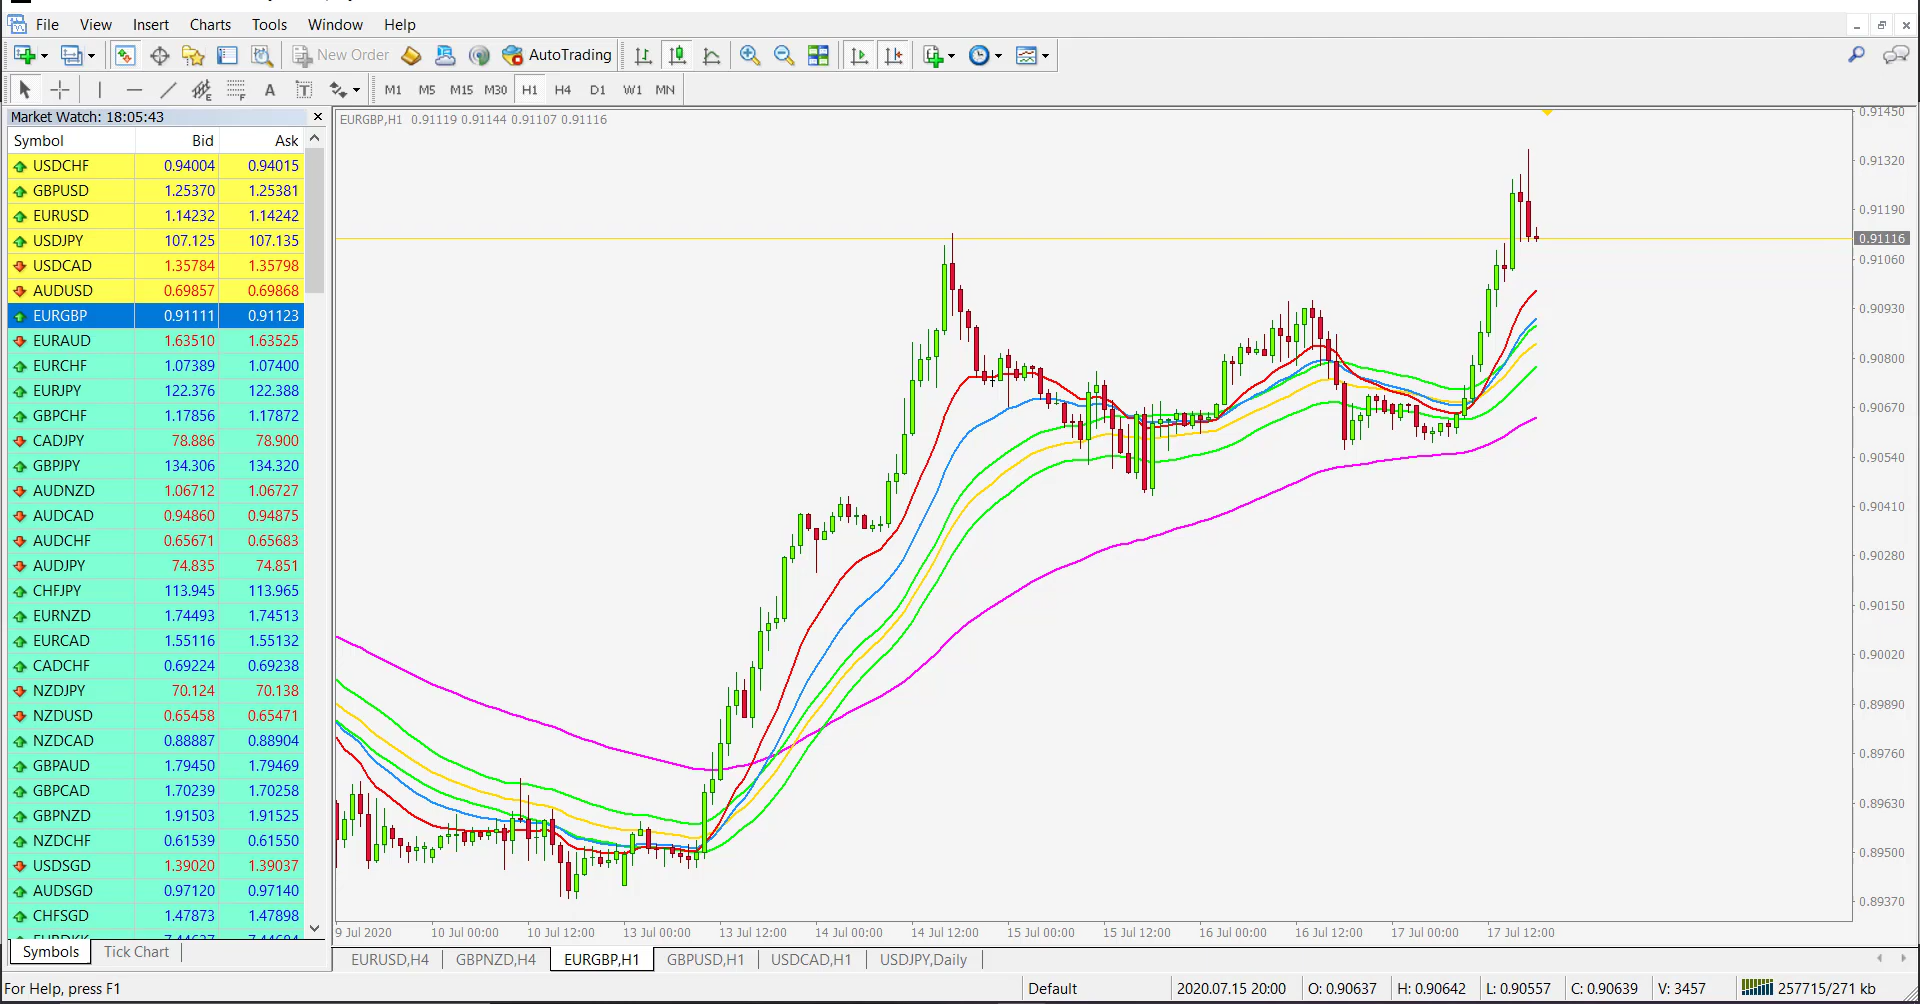 File View Insert Charts Tools Window Help
New Order AutoTrading
A T M1 M5 M15 M30 H1 H4 D1 W1 MN
Market Watch: 18:05:43
Symbol Bid Ask
USDCHF 0.94004 0.94015
GBPUSD 1.25370 1.25381
EURUSD 1.14232 1.14242
USDJPY 107.125 107.135
USDCAD 1.35784 1.35798
AUDUSD 0.69857 0.69868
EURGBP 0.91111 0.91123
EURAUD 1.63510 1.63525
EURCHF 1.07389 1.07400
EURJPY 122.376 122.388
GBPCHF 1.17856 1.17872
CADJPY 78.886 78.900
GBPJPY 134.306 134.320
AUDNZD 1.06712 1.06727
AUDCAD 0.94860 0.94875
AUDCHF 0.65671 0.65683
AUDJPY 74.835 74.851
CHFJPY 113.945 113.965
EURNZD 1.74493 1.74513
EURCAD 1.55116 1.55132
CADCHF 0.69224 0.69238
NZDJPY 70.124 70.138
NZDUSD 0.65458 0.65471
NZDCAD 0.88887 0.88904
GBPAUD 1.79450 1.79469
GBPCAD 1.70239 1.70258
GBPNZD 1.91503 1.91525
NZDCHF 0.61539 0.61550
USDSGD 1.39020 1.39037
AUDSGD 0.97120 0.97140
CHFSGD 1.47873 1.47898
Symbols Tick Chart
EURGBP,H1 0.91119 0.91144 0.91107 0.91116
0.91450
0.91320
0.91190
0.91116
0.91060
0.90930
0.90800
0.90670
0.90540
0.90410
0.90280
0.90150
0.90020
0.89890
0.89760
0.89630
0.89500
0.89370
9 Jul 2020 10 Jul 00:00 10 Jul 12:00 13 Jul 00:00 13 Jul 12:00 14 Jul 00:00 14 Jul 12:00 15 Jul 00:00 15 Jul 12:00 16 Jul 00:00 16 Jul 12:00 17 Jul 00:00 17 Jul 12:00
EURUSD,H4 GBPNZD,H4 EURGBP,H1 GBPUSD,H1 USDCAD,H1 USDJPY,Daily
For Help, press F1 Default 2020.07.15 20:00 O: 0.90637 H: 0.90642 L: 0.90557 C: 0.90639 V: 3457 257715/271 kb